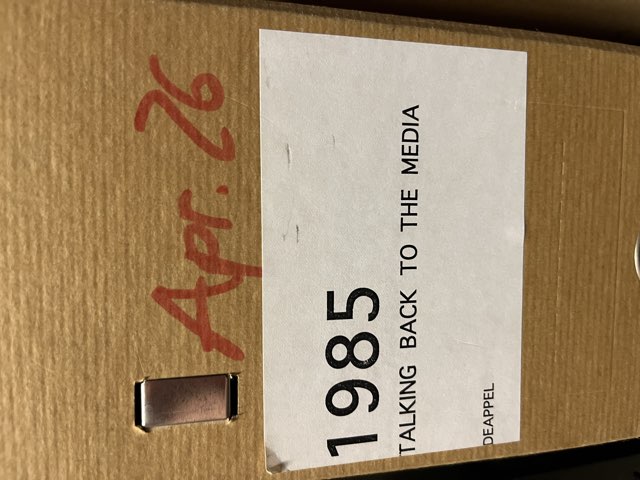 Apr. 26
1985
TALKING BACK TO THE MEDIA
DEAPPEL